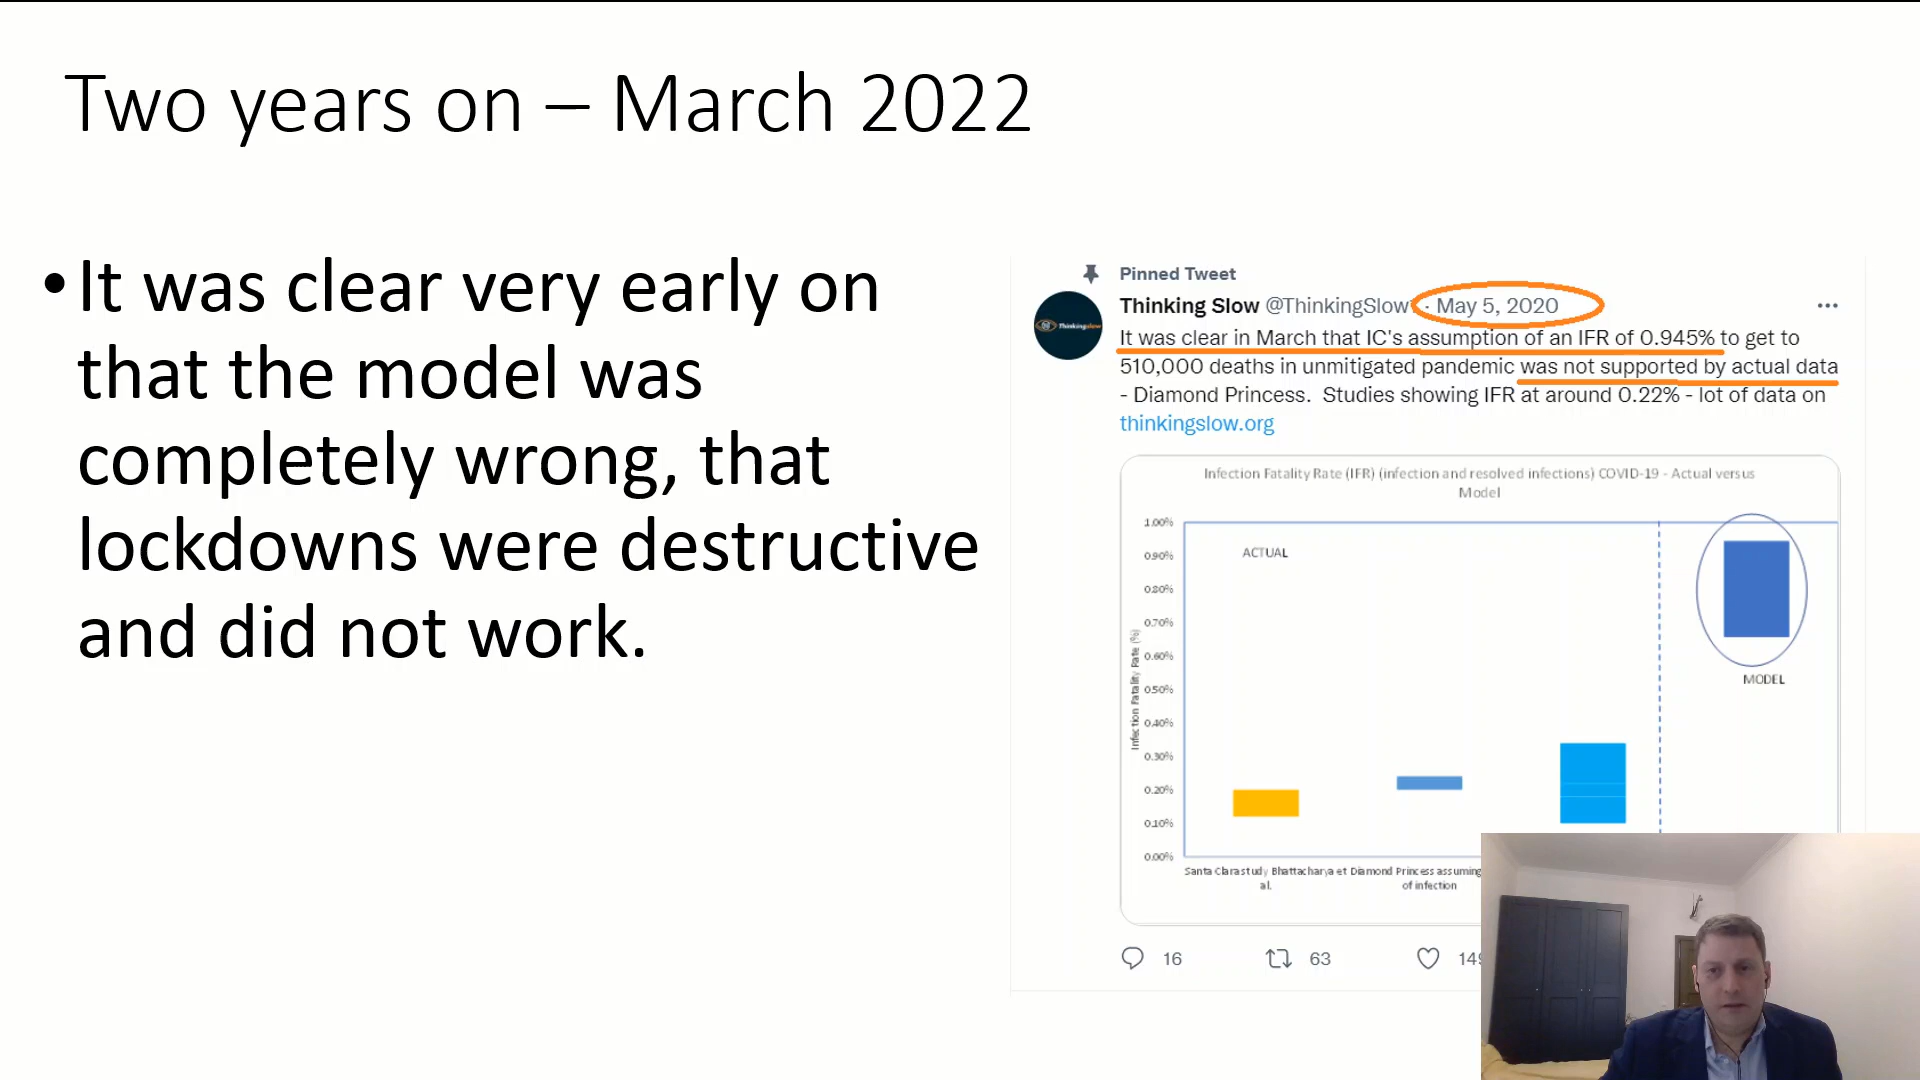 Two years on – March 2022
• It was clear very early on
that the model was
completely wrong, that
lockdowns were destructive
and did not work.
Pinned Tweet
Thinking Slow @ThinkingSlow · May 5, 2020
It was clear in March that IC's assumption of an IFR of 0.945% to get to
510,000 deaths in unmitigated pandemic was not supported by actual data
- Diamond Princess. Studies showing IFR at around 0.22% - lot of data on
thinkingslow.org
Thinkingslow
Infection Fatality Rate (IFR) (infection and resolved infections) COVID-19 - Actual versus
Model
Infection Fatality Rate (%)
1.00%
0.90%
0.80%
0.70%
0.60%
0.50%
0.40%
0.30%
0.20%
0.10%
0.00%
ACTUAL
MODEL
Santa Clara study Bhattacharya et
al.
Diamond Princess assuming
of infection
16
63